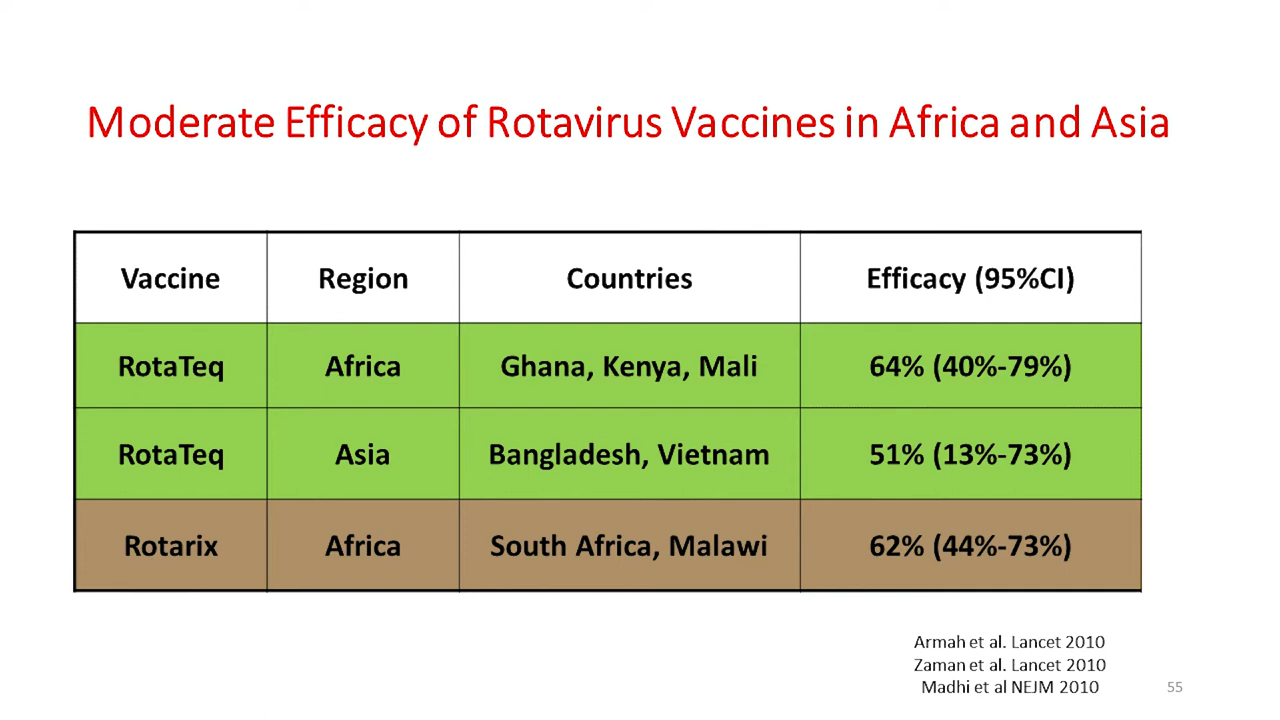 Moderate Efficacy of Rotavirus Vaccines in Africa and Asia
Vaccine Region Countries Efficacy (95%CI)
RotaTeq Africa Ghana, Kenya, Mali 64% (40%-79%)
RotaTeq Asia Bangladesh, Vietnam 51% (13%-73%)
Rotarix Africa South Africa, Malawi 62% (44%-73%)
Armah et al. Lancet 2010
Zaman et al. Lancet 2010
Madhi et al NEJM 2010
55